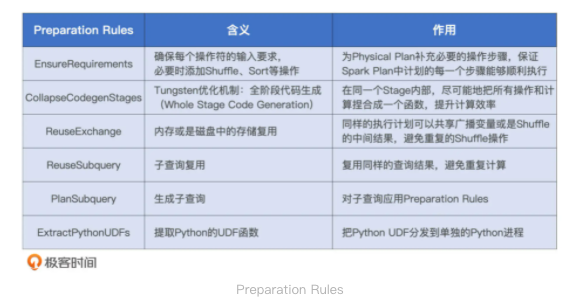 Preparation Rules 含义 作用
EnsureRequirements 确保每个操作符的输入要求，必要时添加Shuffle、Sort等操作 为Physical Plan补充必要的操作步骤，保证Spark Plan中计划的每一个步骤能够顺利执行
CollapseCodegenStages Tungsten优化机制：全阶段代码生成（Whole Stage Code Generation） 在同一个Stage内部，尽可能地把所有操作和计算捏合成一个函数，提升计算效率
ReuseExchange 内存或是磁盘中的存储复用 同样的执行计划可以共享广播变量或是Shuffle的中间结果，避免重复的Shuffle操作
ReuseSubquery 子查询复用 复用同样的查询结果，避免重复计算
PlanSubquery 生成子查询 对子查询应用Preparation Rules
ExtractPythonUDFs 提取Python的UDF函数 把Python UDF分发到单独的Python进程
极客时间
Preparation Rules